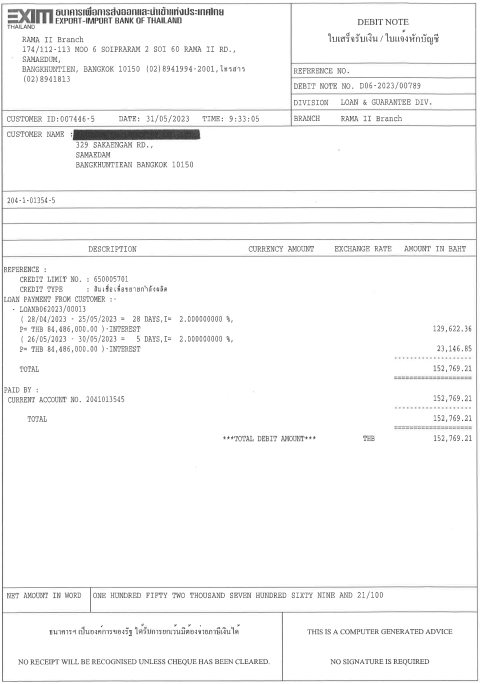 EXIM THAILAND
ธนาคารเพื่อการส่งออกและนำเข้าแห่งประเทศไทย
EXPORT-IMPORT BANK OF THAILAND
RAMA II Branch
174/112-113 MOO 6 SOIPRARAM 2 SOI 60 RAMA II RD.,
SAMAEDUM,
BANGKHUNTIEN, BANGKOK 10150 (02)8941994-2001,โทรสาร
(02)8941813
DEBIT NOTE
ใบเสร็จรับเงิน / ใบแจ้งหักบัญชี
REFERENCE NO.
DEBIT NOTE NO. D06-2023/00789
DIVISION LOAN & GUARANTEE DIV.
BRANCH RAMA II Branch
CUSTOMER ID:007446-5 DATE: 31/05/2023 TIME: 9:33:05
CUSTOMER NAME :
329 SAKAENGAM RD.,
SAMAEDAM
BANGKHUNTIEAN BANGKOK 10150
204-1-01354-5
DESCRIPTION CURRENCY AMOUNT EXCHANGE RATE AMOUNT IN BAHT
REFERENCE :
CREDIT LIMIT NO. : 650005701
CREDIT TYPE : สินเชื่อเพื่อขยายกำลังผลิต
LOAN PAYMENT FROM CUSTOMER :-
- LOANB062023/00013
( 28/04/2023 - 25/05/2023 = 28 DAYS,I= 2.000000000 %,
P= THB 84,486,000.00 )-INTEREST 129,622.36
( 26/05/2023 - 30/05/2023 = 5 DAYS,I= 2.000000000 %,
P= THB 84,486,000.00 )-INTEREST 23,146.85
TOTAL 152,769.21
PAID BY :
CURRENT ACCOUNT NO. 2041013545 152,769.21
TOTAL 152,769.21
***TOTAL DEBIT AMOUNT*** THB 152,769.21
NET AMOUNT IN WORD ONE HUNDRED FIFTY TWO THOUSAND SEVEN HUNDRED SIXTY NINE AND 21/100
ธนาคารฯ เป็นองค์การของรัฐ ได้รับการยกเว้นมิต้องจ่ายภาษีเงินได้
NO RECEIPT WILL BE RECOGNISED UNLESS CHEQUE HAS BEEN CLEARED.
THIS IS A COMPUTER GENERATED ADVICE
NO SIGNATURE IS REQUIRED